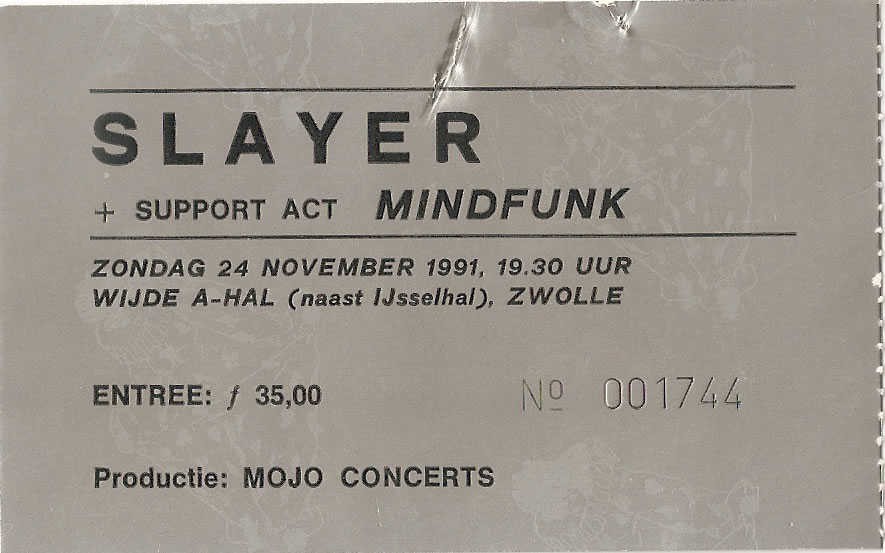 SLAYER
+ SUPPORT ACT MINDFUNK
ZONDAG 24 NOVEMBER 1991, 19.30 UUR
WIJDE A-HAL (naast IJsselhal), ZWOLLE
ENTREE: ƒ 35,00 Nº 001744
Productie: MOJO CONCERTS